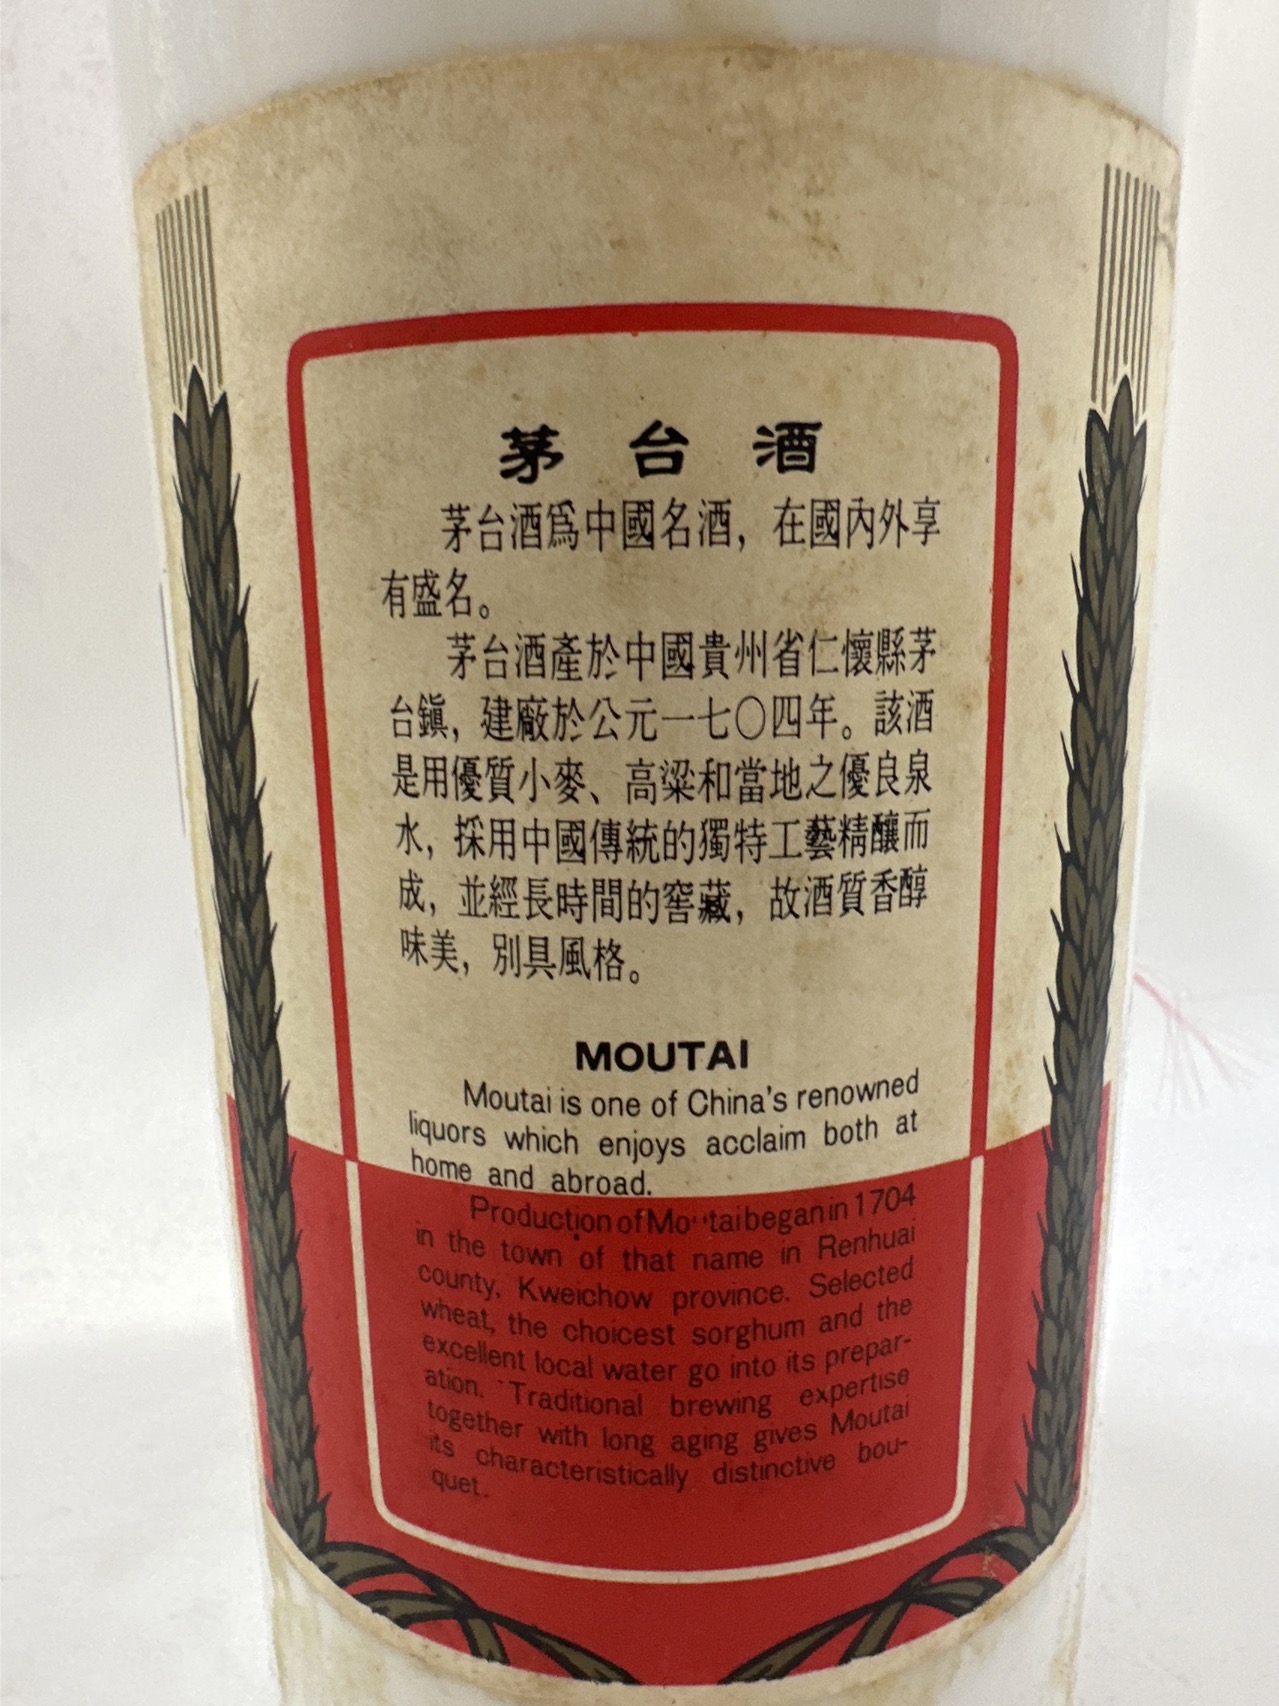 茅台酒
茅台酒爲中國名酒，在國內外享
有盛名。
茅台酒產於中國貴州省仁懷縣茅
台鎮，建廠於公元一七〇四年。該酒
是用優質小麥、高粱和當地之優良泉
水，採用中國傳統的獨特工藝精釀而
成，並經長時間的窖藏，故酒質香醇
味美，別具風格。
MOUTAI
Moutai is one of China's renowned
liquors which enjoys acclaim both at
home and abroad.
Production of Moutai began in 1704
in the town of that name in Renhuai
county, Kweichow province. Selected
wheat, the choicest sorghum and the
excellent local water go into its prepar-
ation. Traditional brewing expertise
together with long aging gives Moutai
its characteristically distinctive bou-
quet.